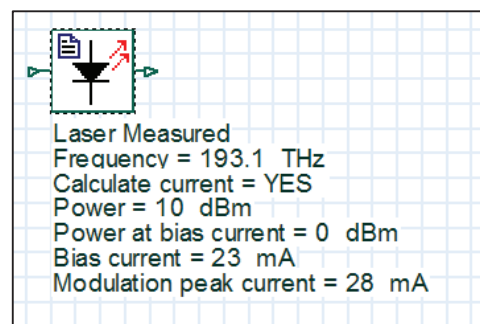 Laser Measured
Frequency = 193.1 THz
Calculate current = YES
Power = 10 dBm
Power at bias current = 0 dBm
Bias current = 23 mA
Modulation peak current = 28 mA